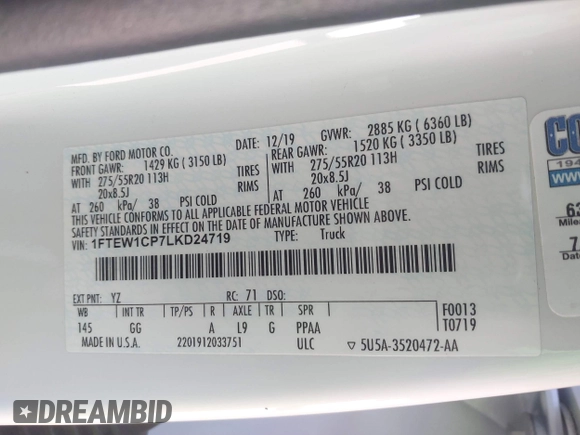 MFD. BY FORD MOTOR CO. DATE: 12/19 GVWR: 2885 KG ( 6360 LB)
FRONT GAWR: 1429 KG ( 3150 LB) REAR GAWR: 1520 KG ( 3350 LB)
WITH 275/55R20 113H TIRES WITH 275/55R20 113H TIRES
20x8.5J RIMS 20x8.5J RIMS
AT 260 kPa/ 38 PSI COLD AT 260 kPa/ 38 PSI COLD
THIS VEHICLE CONFORMS TO ALL APPLICABLE FEDERAL MOTOR VEHICLE
SAFETY STANDARDS IN EFFECT ON THE DATE OF MANUFACTURE SHOWN ABOVE.
VIN: 1FTEW1CP7LKD24719 TYPE: Truck
EXT PNT: YZ RC: 71 DSO:
WB INT TR TP/PS R AXLE TR SPR F0013
145 GG A L9 G PPAA T0719
MADE IN U.S.A. 2201912033751 ULC ▽ 5U5A-3520472-AA
194
WWW
63
Mile
7
DREAMBID